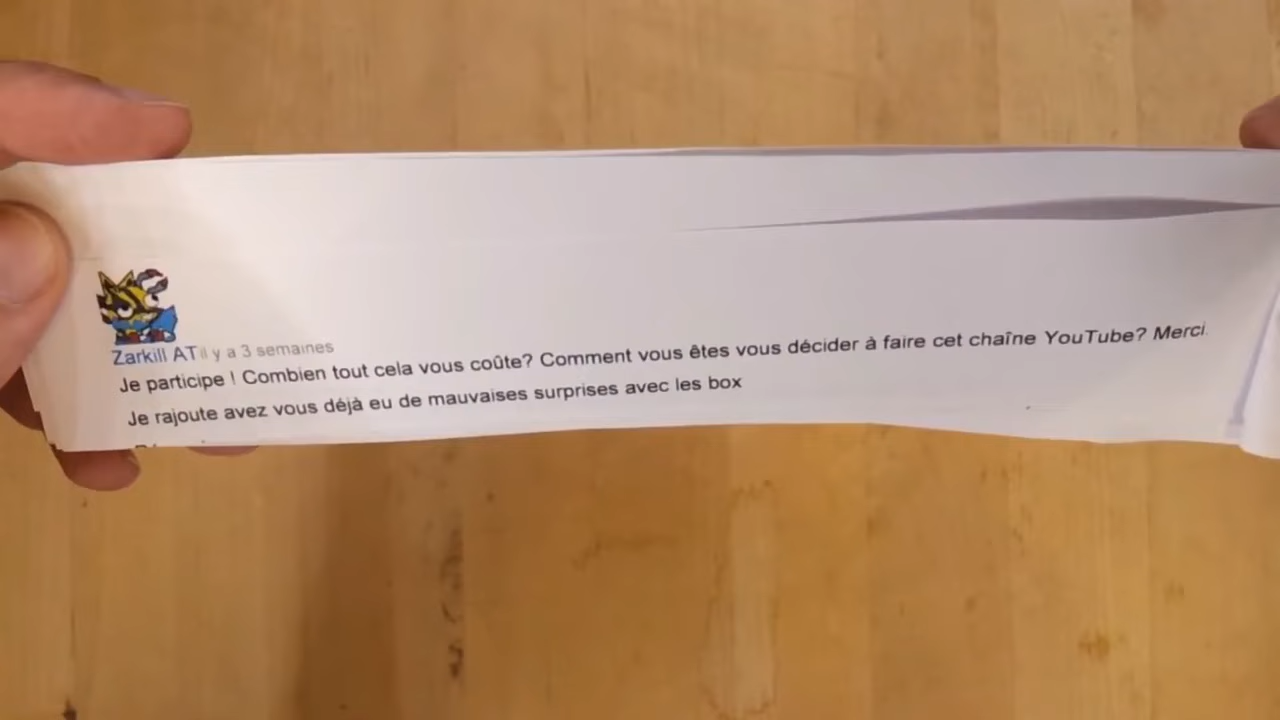 Zarkill AT il y a 3 semaines
Je participe ! Combien tout cela vous coûte? Comment vous êtes vous décider à faire cet chaîne YouTube? Merci.
Je rajoute avez vous déjà eu de mauvaises surprises avec les box